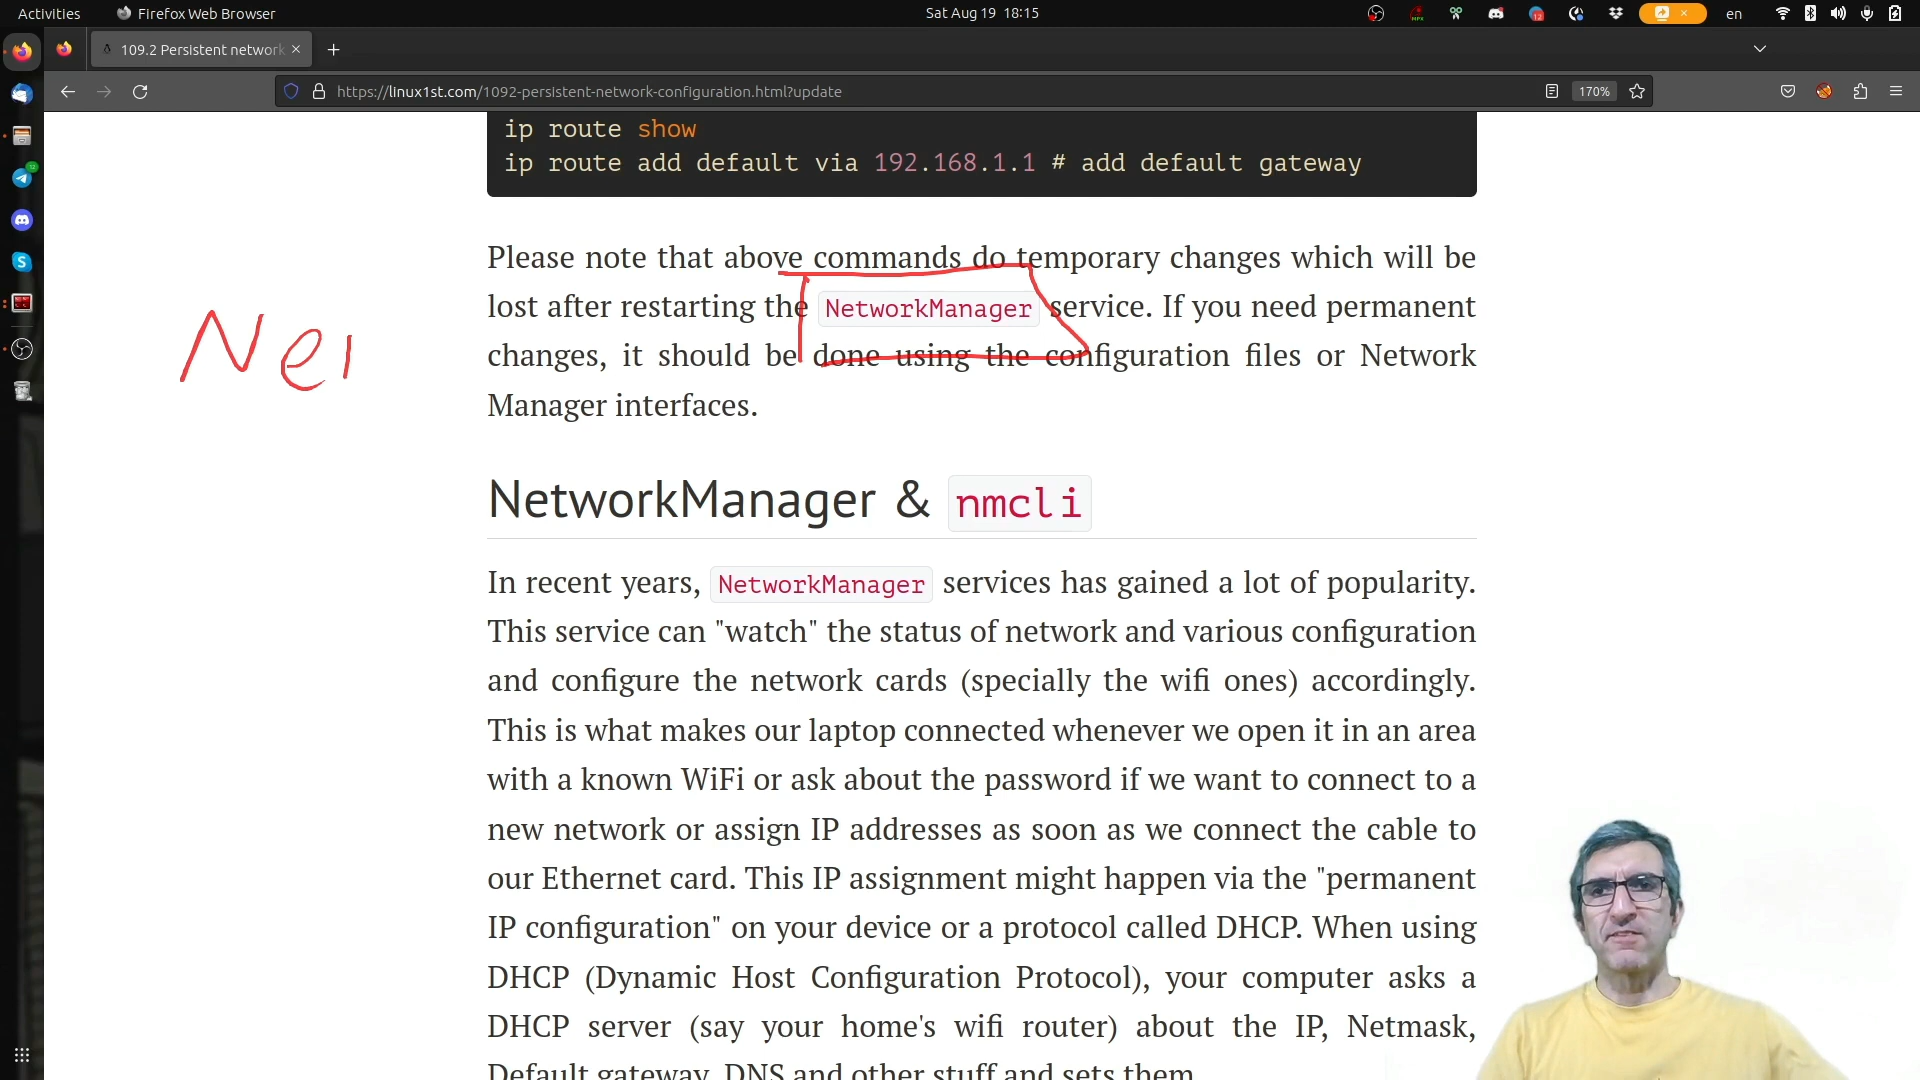 Activities
Firefox Web Browser
Sat Aug 19 18:15
en
109.2 Persistent network
https://linux1st.com/1092-persistent-network-configuration.html?update
170%
ip route show
ip route add default via 192.168.1.1 # add default gateway
Please note that above commands do temporary changes which will be
lost after restarting the NetworkManager service. If you need permanent
changes, it should be done using the configuration files or Network
Manager interfaces.
Ne
NetworkManager & nmcli
In recent years, NetworkManager services has gained a lot of popularity.
This service can "watch" the status of network and various configuration
and configure the network cards (specially the wifi ones) accordingly.
This is what makes our laptop connected whenever we open it in an area
with a known WiFi or ask about the password if we want to connect to a
new network or assign IP addresses as soon as we connect the cable to
our Ethernet card. This IP assignment might happen via the "permanent
IP configuration" on your device or a protocol called DHCP. When using
DHCP (Dynamic Host Configuration Protocol), your computer asks a
DHCP server (say your home's wifi router) about the IP, Netmask,
Default gateway, DNS and other stuff and sets them.